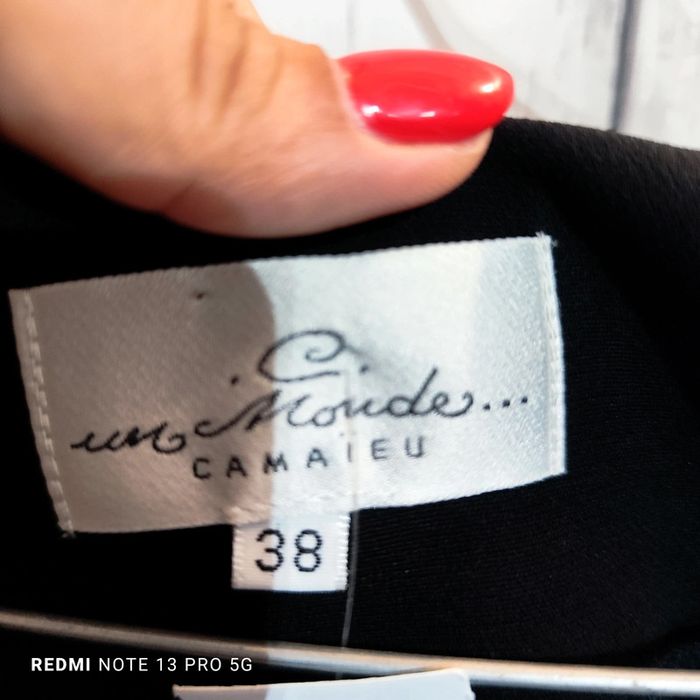 un Monde...
CAMAIEU
38
REDMI NOTE 13 PRO 5G